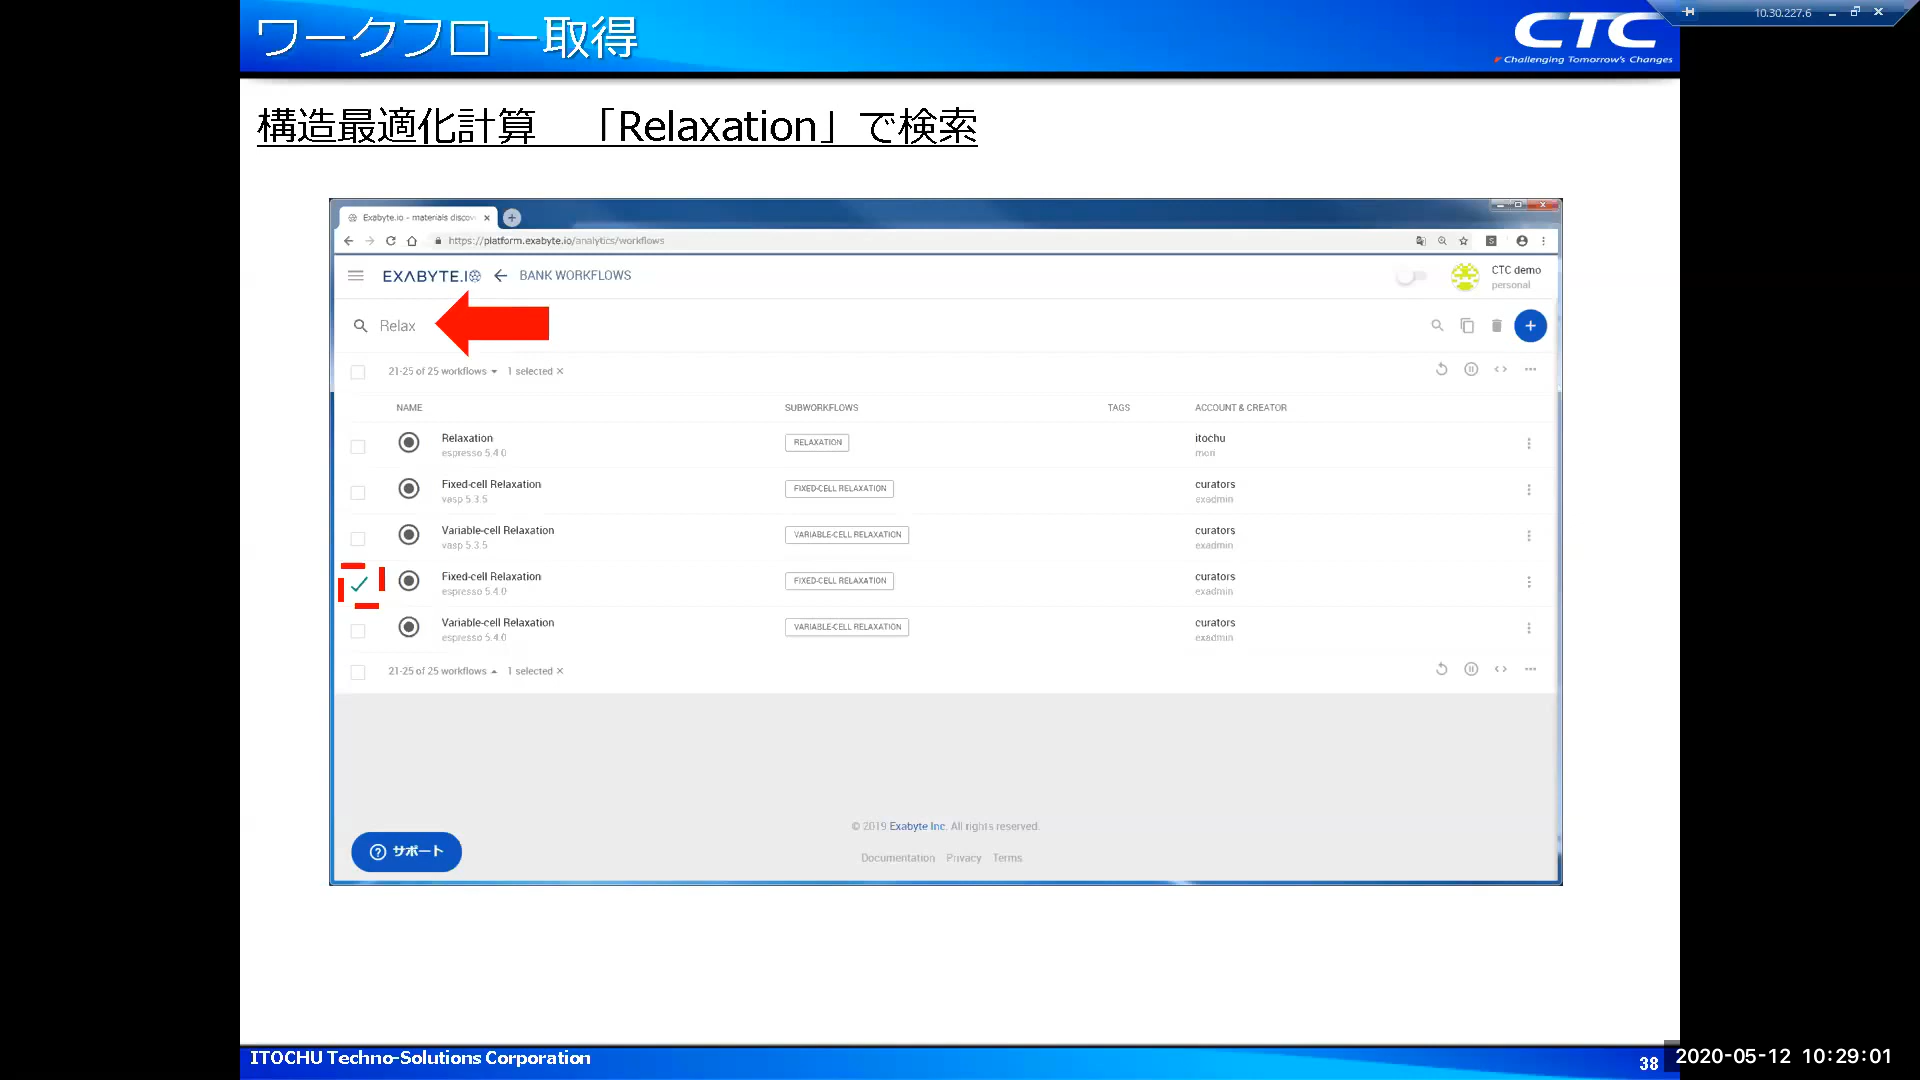 ワークフロー取得
CTC
Challenging Tomorrow's Changes
10.30.227.6
構造最適化計算 「Relaxation」で検索
Exabyte.io - materials discov
https://platform.exabyte.io/analytics/workflows
EXABYTE.IO
BANK WORKFLOWS
CTC demo
personal
Relax
21-25 of 25 workflows 1 selected ×
NAME SUBWORKFLOWS TAGS ACCOUNT & CREATOR
Relaxation RELAXATION itochu
espresso 5.4.0 mori
Fixed-cell Relaxation FIXED-CELL RELAXATION curators
vasp 5.3.5 exadmin
Variable-cell Relaxation VARIABLE-CELL RELAXATION curators
vasp 5.3.5 exadmin
Fixed-cell Relaxation FIXED-CELL RELAXATION curators
espresso 5.4.0 exadmin
Variable-cell Relaxation VARIABLE-CELL RELAXATION curators
espresso 5.4.0 exadmin
21-25 of 25 workflows 1 selected ×
© 2019 Exabyte Inc. All rights reserved.
サポート
Documentation Privacy Terms
ITOCHU Techno-Solutions Corporation
38
2020-05-12 10:29:01